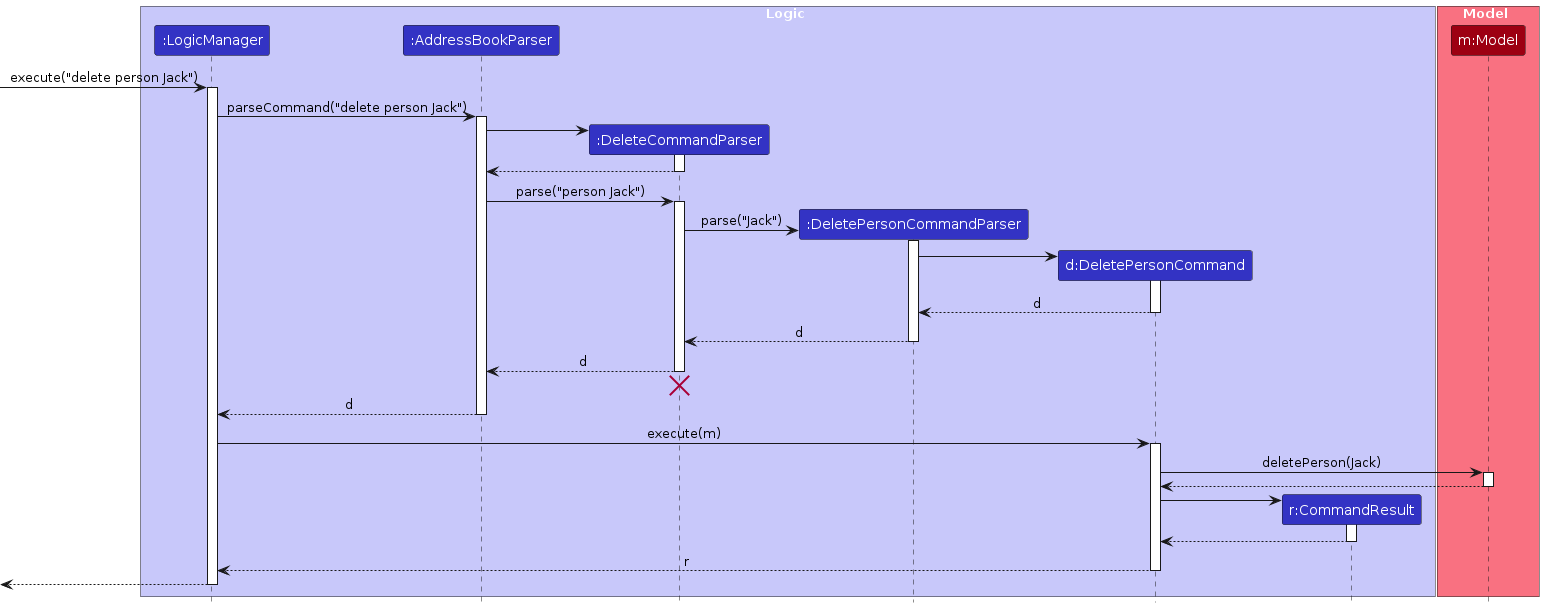 Logic
Model
:LogicManager
:AddressBookParser
m:Model
execute("delete person Jack")
parseCommand("delete person Jack")
:DeleteCommandParser
parse("person Jack")
parse("Jack")
:DeletePersonCommandParser
d:DeletePersonCommand
d
d
d
d
execute(m)
deletePerson(Jack)
r:CommandResult
r